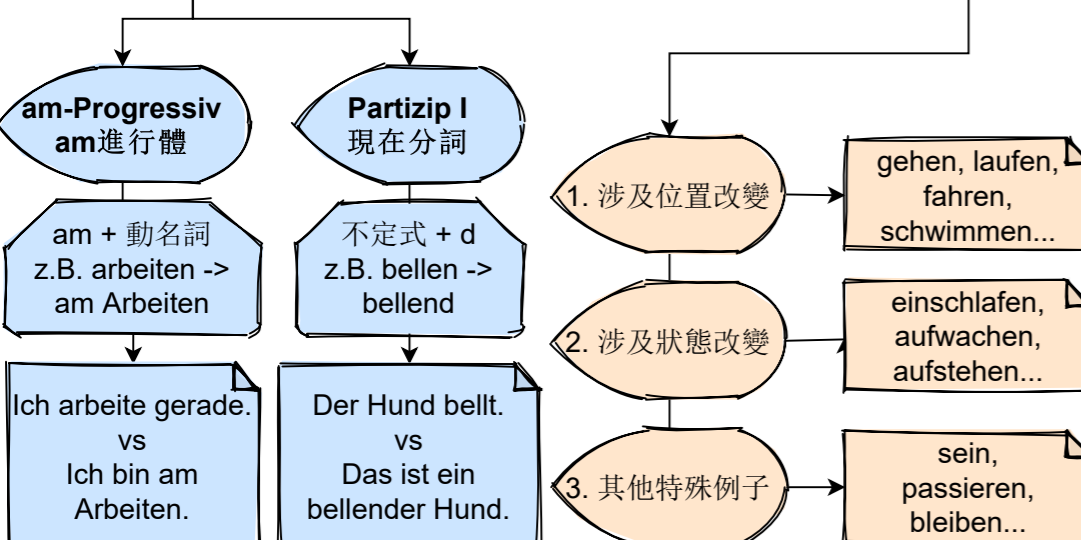 am-Progressiv
am進行體
am + 動名詞
z.B. arbeiten ->
am Arbeiten
Ich arbeite gerade.
vs
Ich bin am
Arbeiten.
Partizip I
現在分詞
不定式 + d
z.B. bellen ->
bellend
Der Hund bellt.
vs
Das ist ein
bellender Hund.
1. 涉及位置改變
gehen, laufen,
fahren,
schwimmen...
2. 涉及狀態改變
einschlafen,
aufwachen,
aufstehen...
3. 其他特殊例子
sein,
passieren,
bleiben...